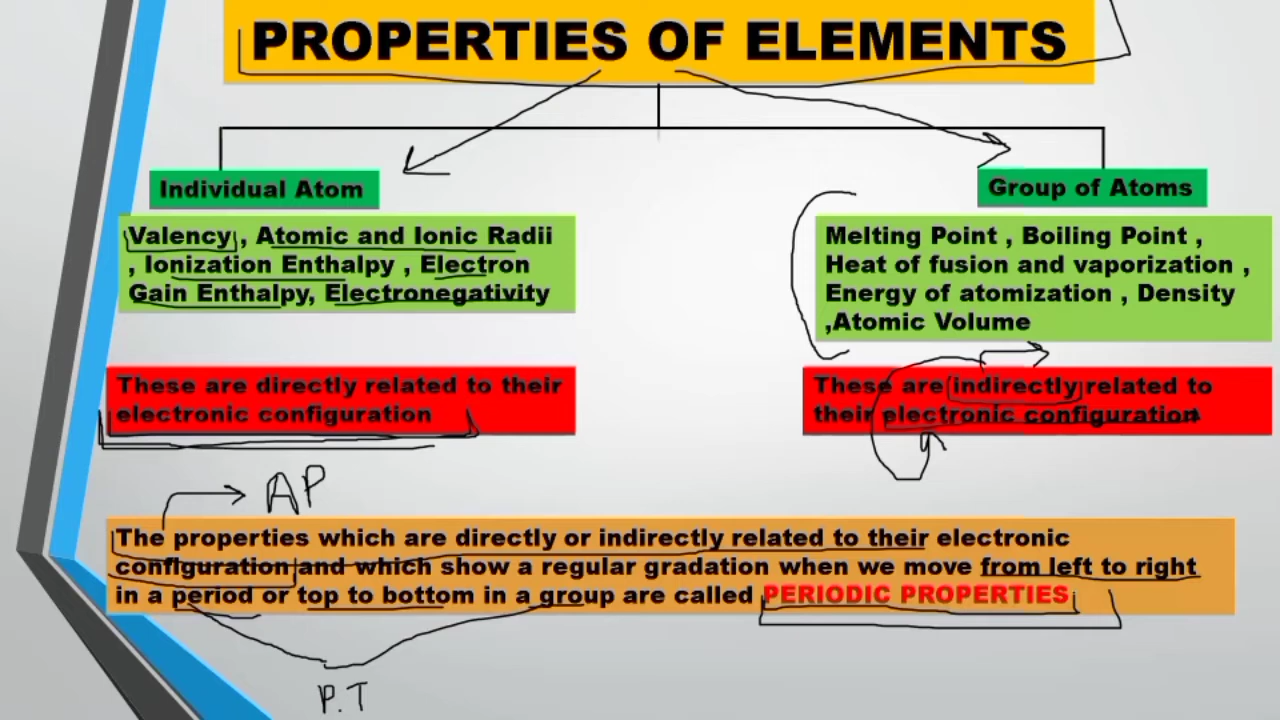 PROPERTIES OF ELEMENTS
Individual Atom
Valency , Atomic and Ionic Radii
, Ionization Enthalpy , Electron
Gain Enthalpy, Electronegativity
These are directly related to their
electronic configuration
Group of Atoms
Melting Point , Boiling Point ,
Heat of fusion and vaporization ,
Energy of atomization , Density
,Atomic Volume
These are indirectly related to
their electronic configuration
AP
The properties which are directly or indirectly related to their electronic
configuration and which show a regular gradation when we move from left to right
in a period or top to bottom in a group are called PERIODIC PROPERTIES
P.T